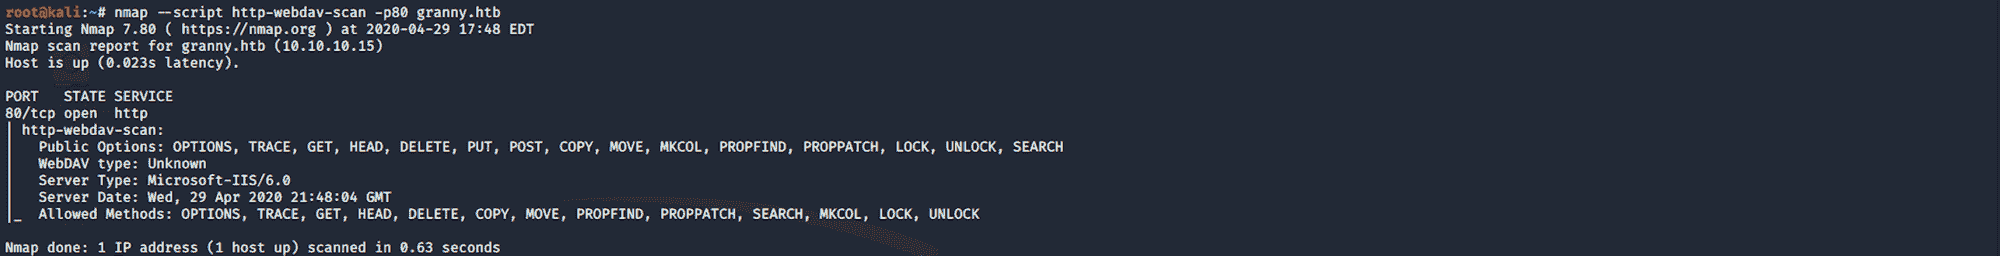 root@kali:~# nmap --script http-webdav-scan -p80 granny.htb
Starting Nmap 7.80 ( https://nmap.org ) at 2020-04-29 17:48 EDT
Nmap scan report for granny.htb (10.10.10.15)
Host is up (0.023s latency).
PORT   STATE SERVICE
80/tcp open  http
| http-webdav-scan:
|   Public Options: OPTIONS, TRACE, GET, HEAD, DELETE, PUT, POST, COPY, MOVE, MKCOL, PROPFIND, PROPPATCH, LOCK, UNLOCK, SEARCH
|   WebDAV type: Unknown
|   Server Type: Microsoft-IIS/6.0
|   Server Date: Wed, 29 Apr 2020 21:48:04 GMT
|_  Allowed Methods: OPTIONS, TRACE, GET, HEAD, DELETE, COPY, MOVE, PROPFIND, PROPPATCH, SEARCH, MKCOL, LOCK, UNLOCK
Nmap done: 1 IP address (1 host up) scanned in 0.63 seconds